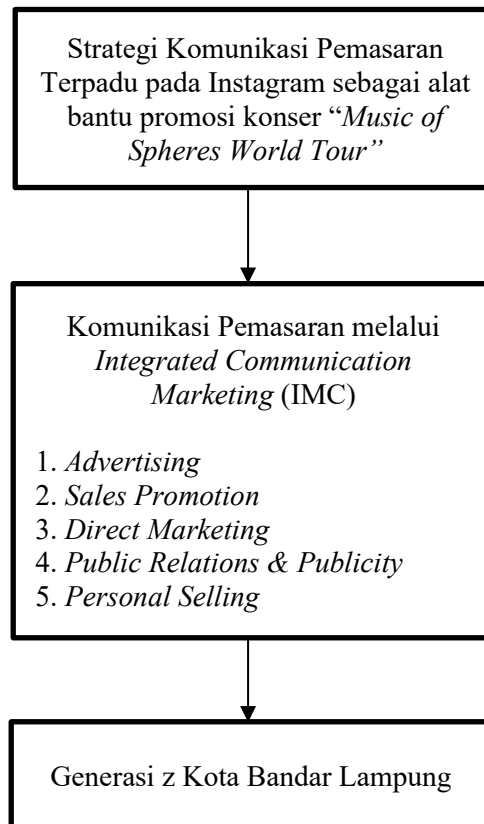 Strategi Komunikasi Pemasaran
Terpadu pada Instagram sebagai alat
bantu promosi konser “Music of
Spheres World Tour”
Komunikasi Pemasaran melalui
Integrated Communication
Marketing (IMC)
1. Advertising
2. Sales Promotion
3. Direct Marketing
4. Public Relations & Publicity
5. Personal Selling
Generasi z Kota Bandar Lampung